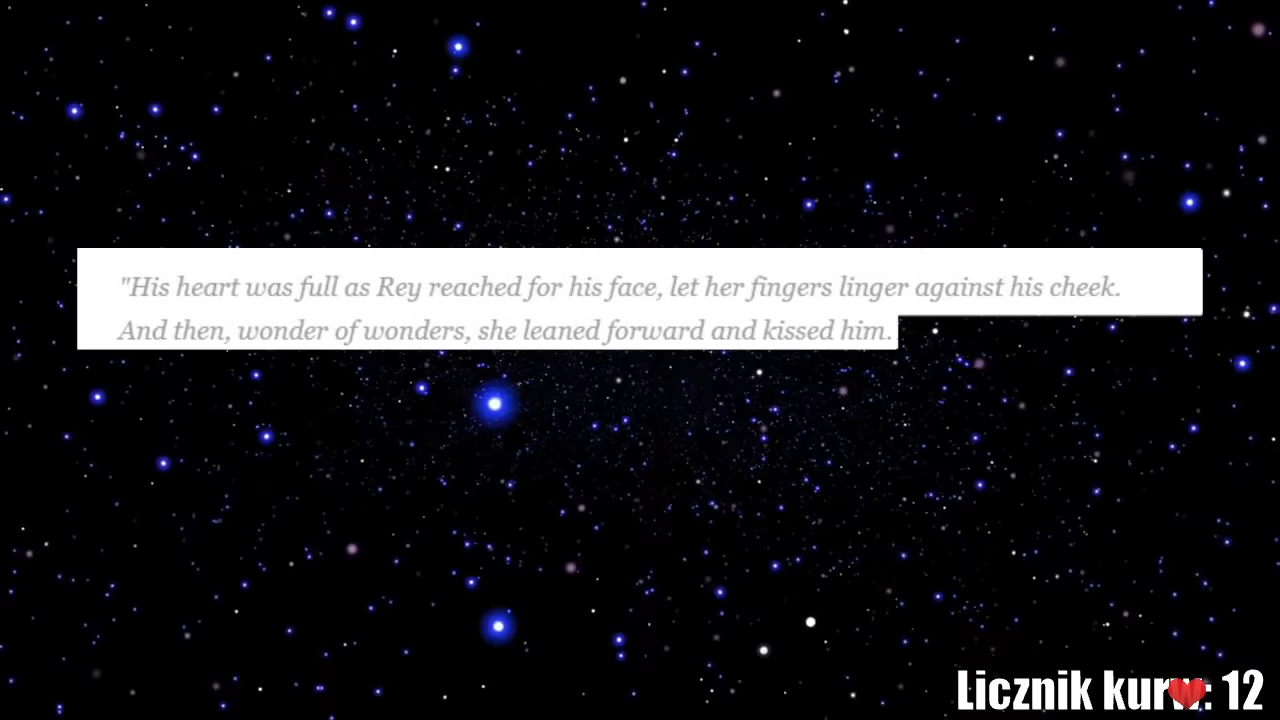 "His heart was full as Rey reached for his face, let her fingers linger against his cheek.
And then, wonder of wonders, she leaned forward and kissed him.
Licznik kurw: 12